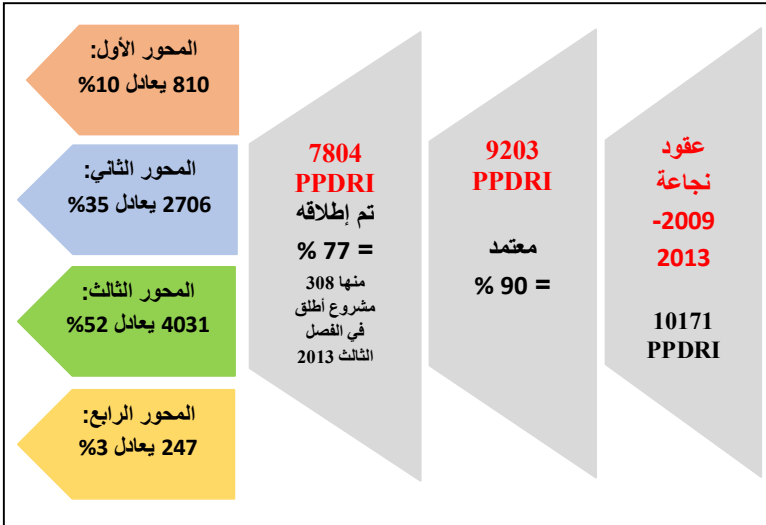 عقود
نجاعة
2009-
2013
10171
PPDRI
9203
PPDRI
معتمد
= 90 %
7804
PPDRI
تم إطلاقه
= 77 %
منها 308
مشروع أطلق
في الفصل
الثالث 2013
المحور الأول:
810 يعادل 10%
المحور الثاني:
2706 يعادل 35%
المحور الثالث:
4031 يعادل 52%
المحور الرابع:
247 يعادل 3%